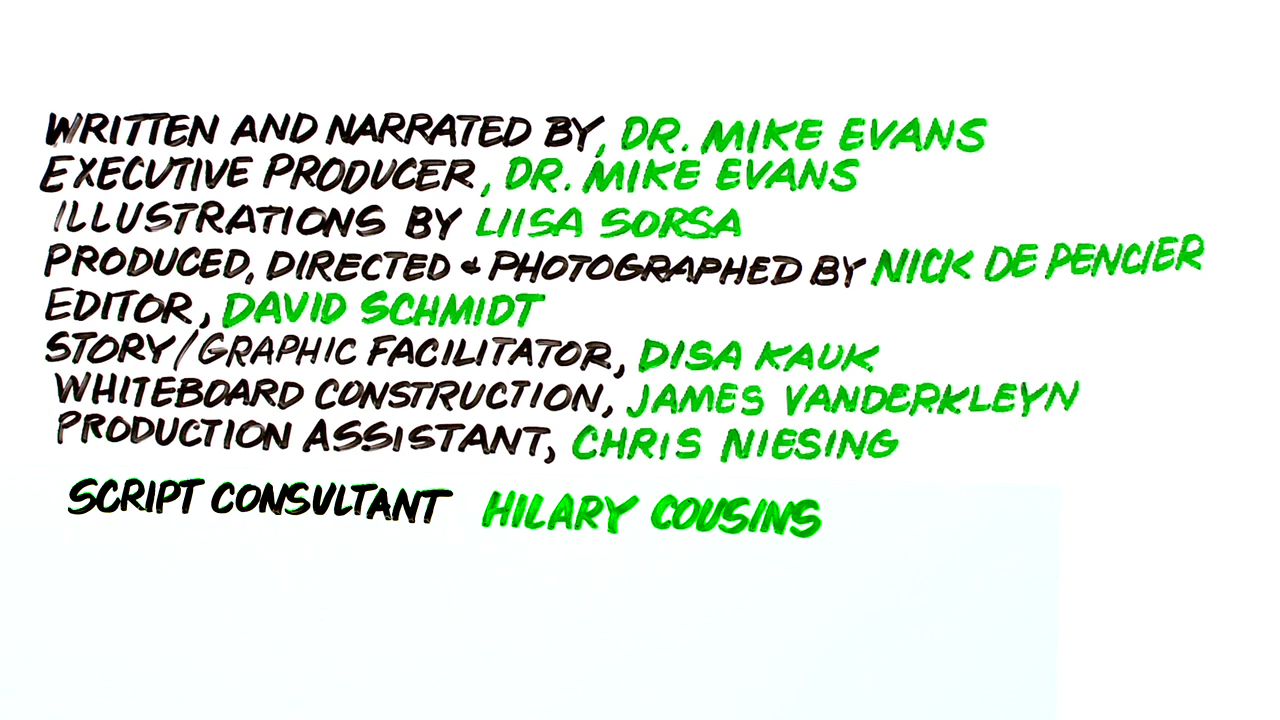 WRITTEN AND NARRATED BY, DR. MIKE EVANS
EXECUTIVE PRODUCER, DR. MIKE EVANS
ILLUSTRATIONS BY LIISA SORSA
PRODUCED, DIRECTED & PHOTOGRAPHED BY NICK DE PENCIER
EDITOR, DAVID SCHMIDT
STORY/GRAPHIC FACILITATOR, DISA KAUK
WHITEBOARD CONSTRUCTION, JAMES VANDERKLEYN
PRODUCTION ASSISTANT, CHRIS NIESING
SCRIPT CONSULTANT HILARY COUSINS